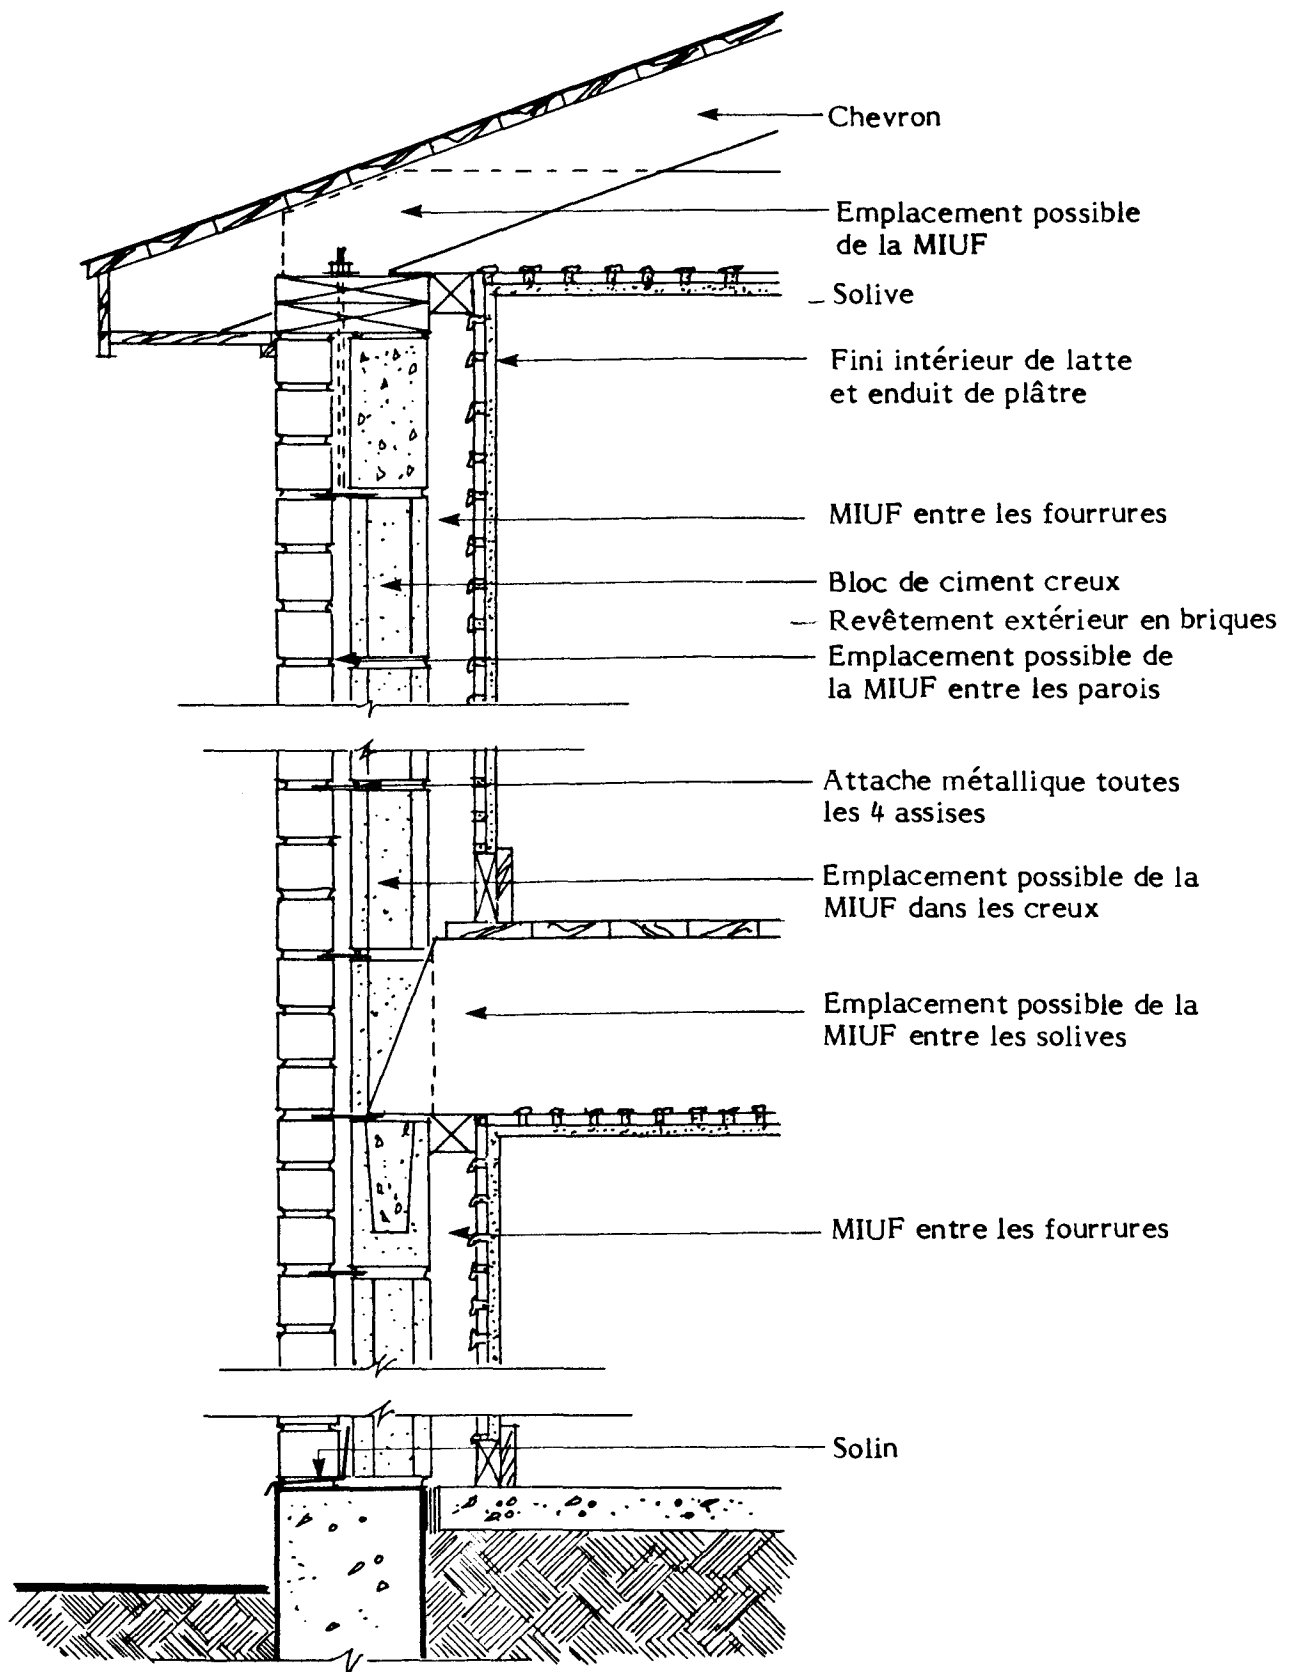 Chevron
Emplacement possible
de la MIUF
Solive
Fini intérieur de latte
et enduit de plâtre
MIUF entre les fourrures
Bloc de ciment creux
Revêtement extérieur en briques
Emplacement possible de
la MIUF entre les parois
Attache métallique toutes
les 4 assises
Emplacement possible de la
MIUF dans les creux
Emplacement possible de la
MIUF entre les solives
MIUF entre les fourrures
Solin